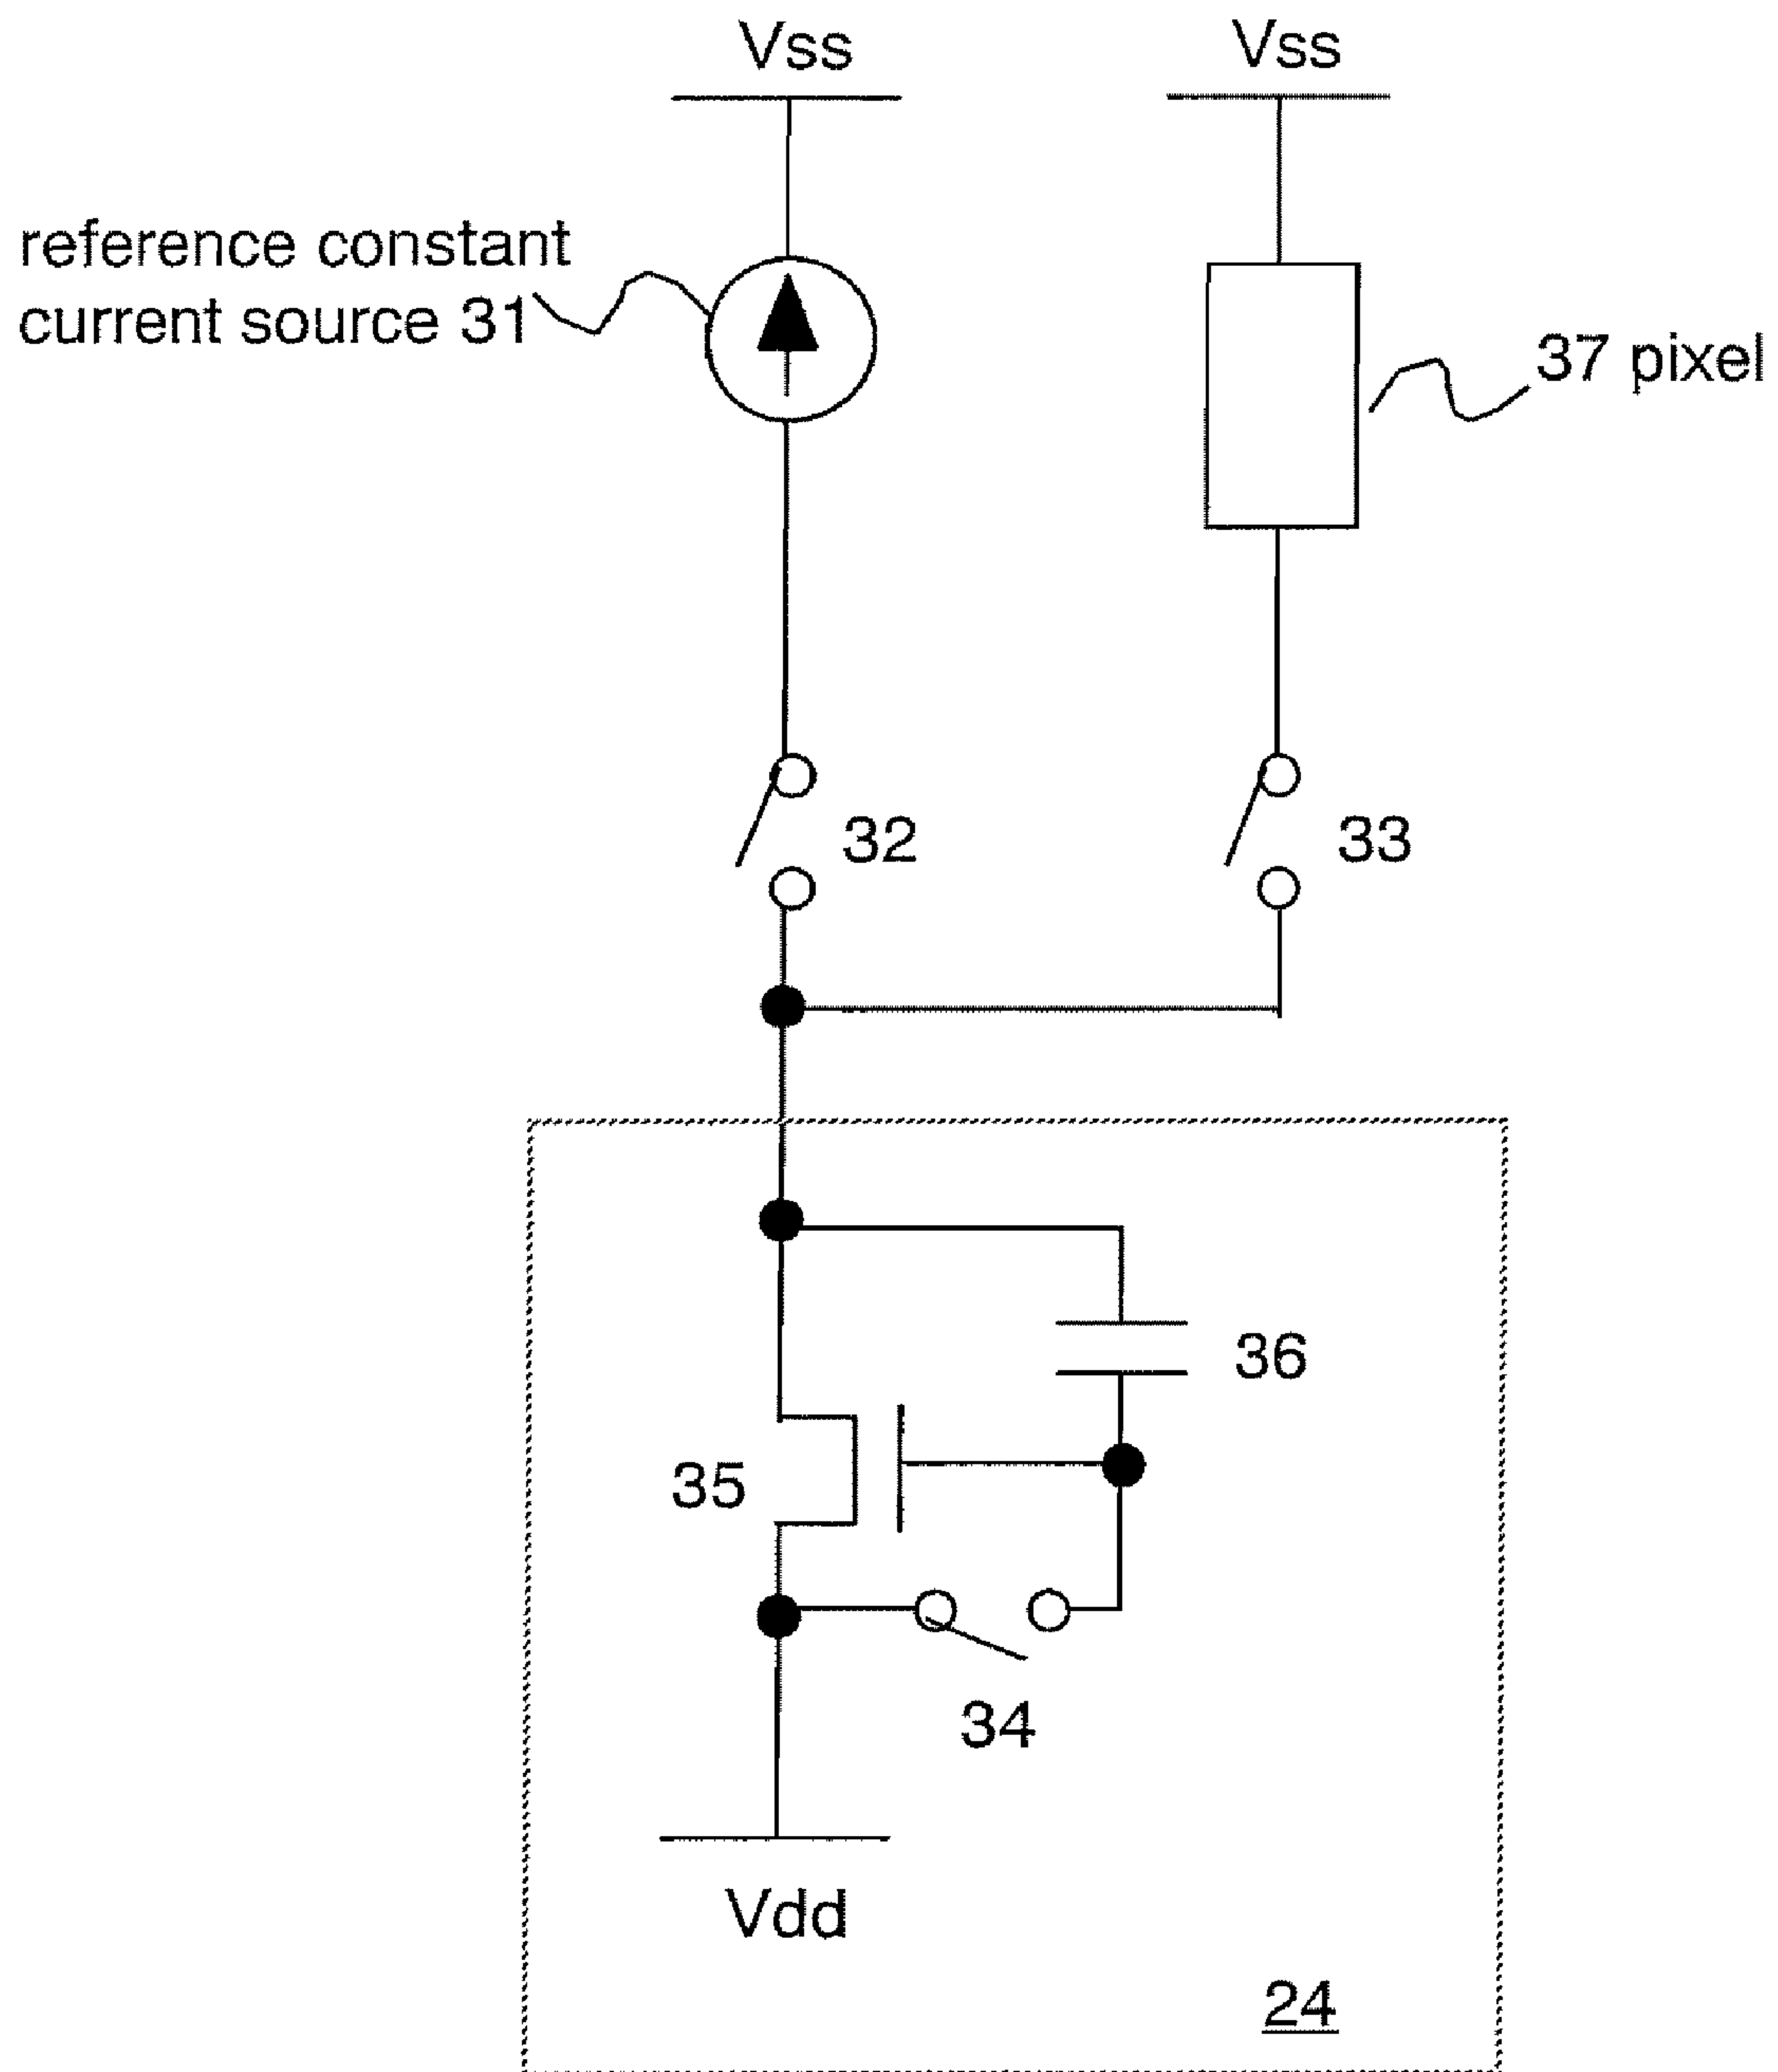 Vss
Vss
reference constant
current source 31
37 pixel
32
33
36
35
34
Vdd
24